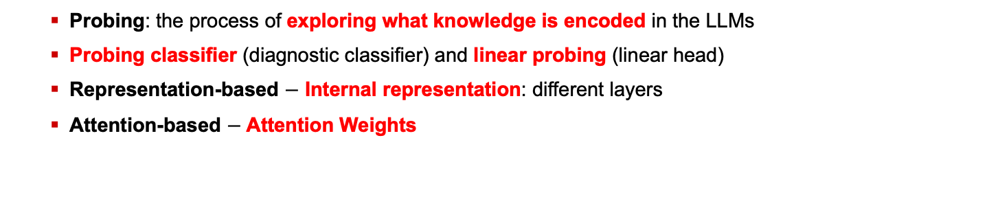 ▪ Probing: the process of exploring what knowledge is encoded in the LLMs
▪ Probing classifier (diagnostic classifier) and linear probing (linear head)
▪ Representation-based – Internal representation: different layers
▪ Attention-based – Attention Weights